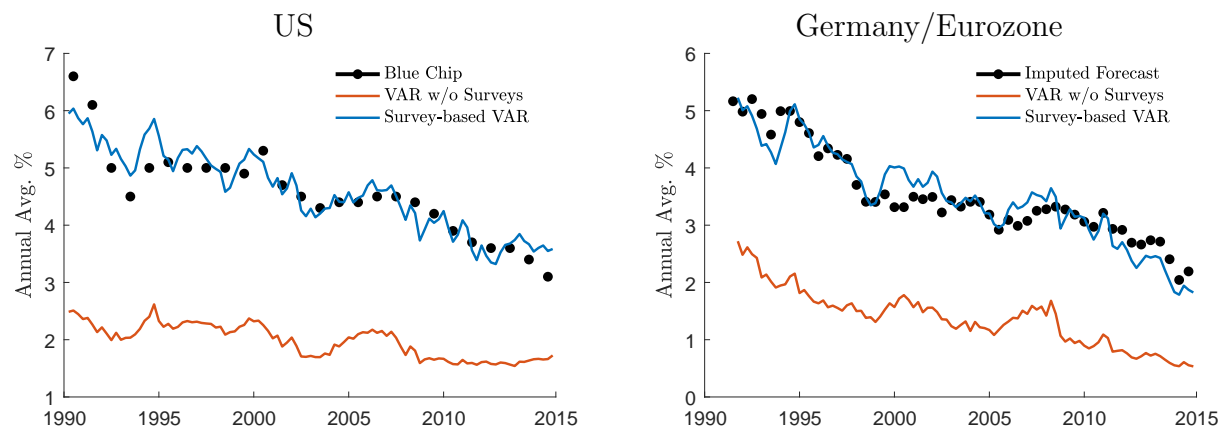 US
Annual Avg. %
7
6
5
4
3
2
1
1990 1995 2000 2005 2010 2015
Blue Chip
VAR w/o Surveys
Survey-based VAR
Germany/Eurozone
Annual Avg. %
6
5
4
3
2
1
0
1990 1995 2000 2005 2010 2015
Imputed Forecast
VAR w/o Surveys
Survey-based VAR